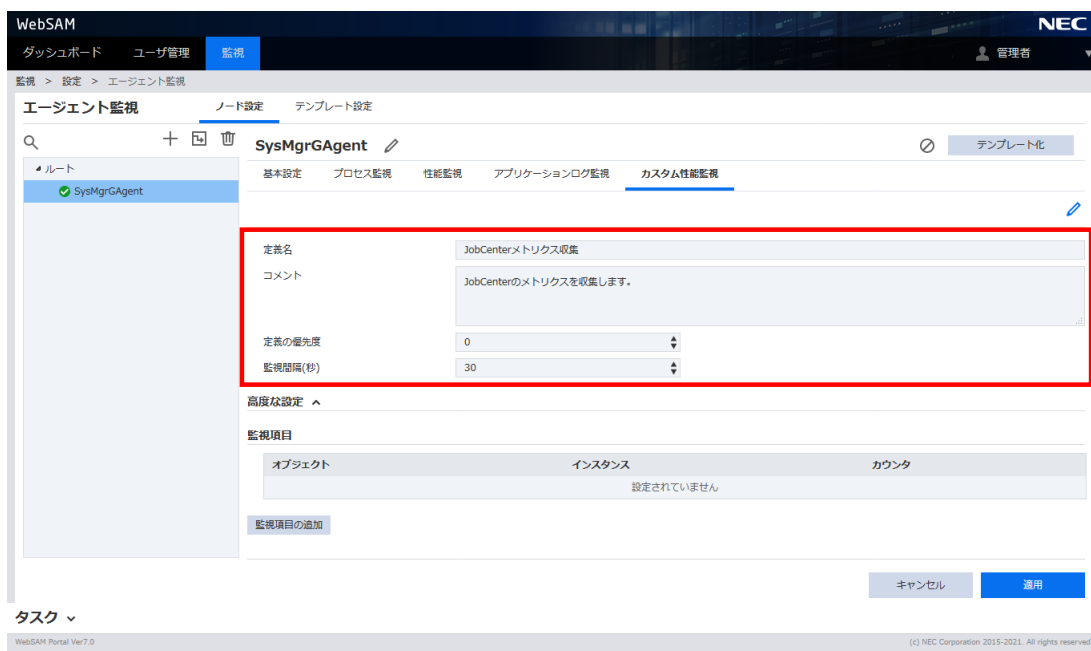 WebSAM
NEC
ダッシュボード ユーザ管理 監視 管理者
監視 > 設定 > エージェント監視
エージェント監視 ノード設定 テンプレート設定
SysMgrGAgent テンプレート化
ルート
SysMgrGAgent
基本設定 プロセス監視 性能監視 アプリケーションログ監視 カスタム性能監視
定義名 JobCenterメトリクス収集
コメント JobCenterのメトリクスを収集します。
定義の優先度 0
監視間隔(秒) 30
高度な設定
監視項目
オブジェクト インスタンス カウンタ
設定されていません
監視項目の追加
キャンセル 適用
タスク
WebSAM Portal Ver7.0 (c) NEC Corporation 2015-2021. All rights reserved